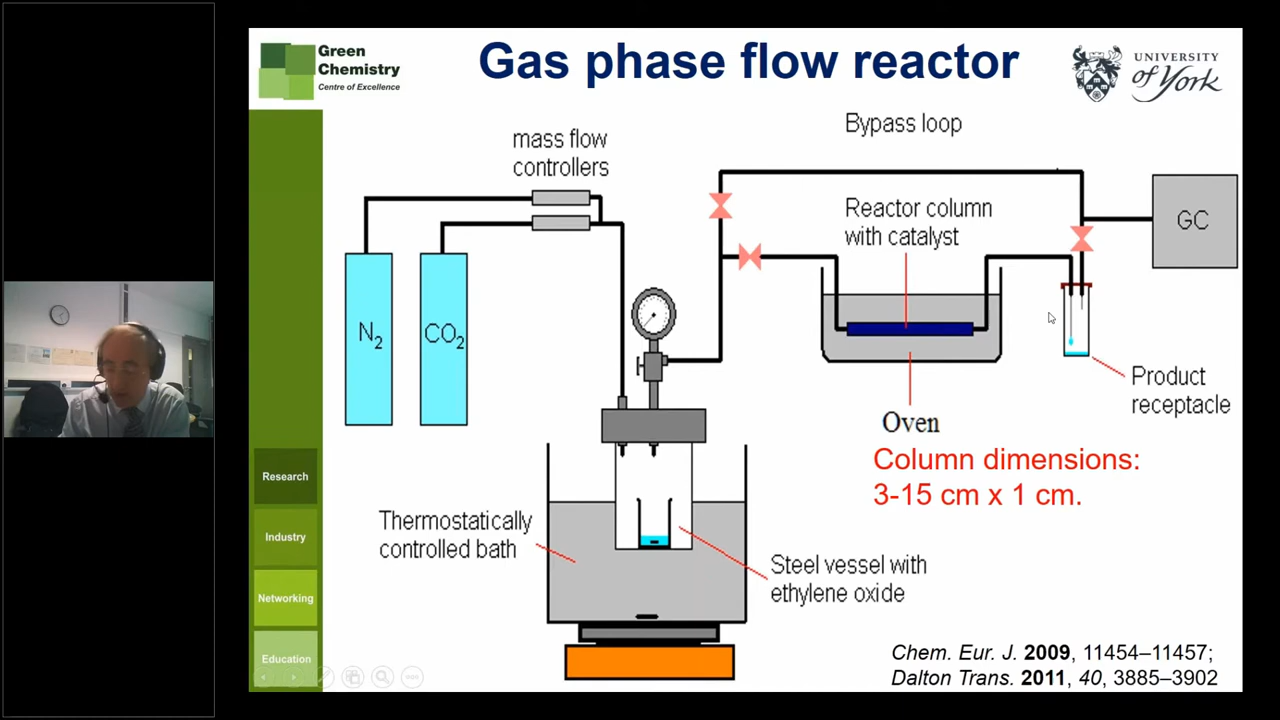 Green
Chemistry
Centre of Excellence
Gas phase flow reactor
UNIVERSITY
of York
mass flow
controllers
Bypass loop
Reactor column
with catalyst
GC
N2
CO2
Product
receptacle
Oven
Column dimensions:
3-15 cm x 1 cm.
Research
Industry
Networking
Education
Thermostatically
controlled bath
Steel vessel with
ethylene oxide
Chem. Eur. J. 2009, 11454–11457;
Dalton Trans. 2011, 40, 3885–3902